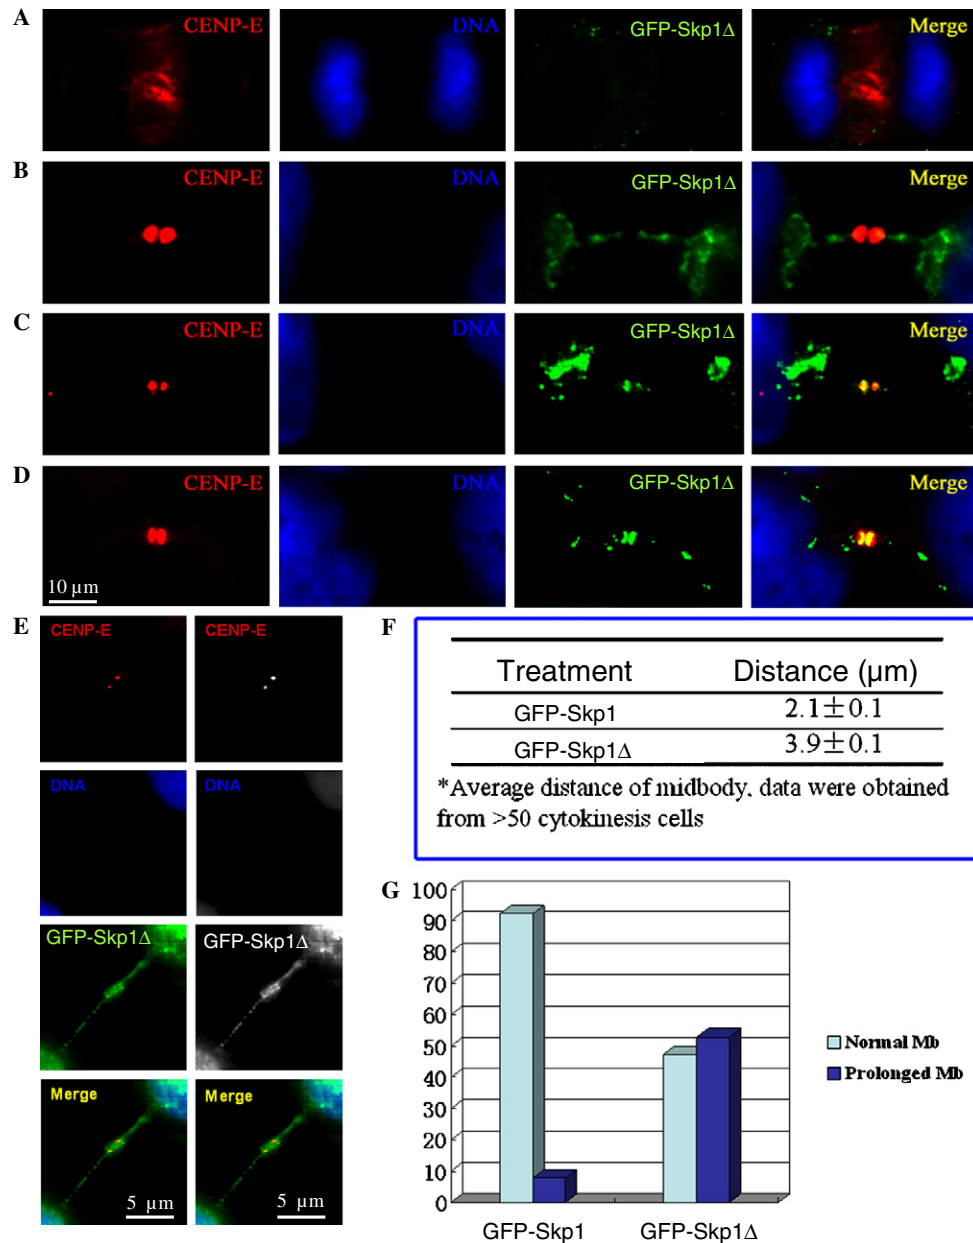 A
CENP-E
DNA
GFP-Skp1Δ
Merge
B
CENP-E
DNA
GFP-Skp1Δ
Merge
C
CENP-E
DNA
GFP-Skp1Δ
Merge
D
CENP-E
DNA
GFP-Skp1Δ
Merge
10 µm
E
CENP-E
CENP-E
DNA
DNA
GFP-Skp1Δ
GFP-Skp1Δ
Merge
Merge
5 µm
5 µm
F
Treatment Distance (µm)
GFP-Skp1 2.1±0.1
GFP-Skp1Δ 3.9±0.1
*Average distance of midbody, data were obtained
from >50 cytokinesis cells
G
100
90
80
70
60
50
40
30
20
10
0
GFP-Skp1
GFP-Skp1Δ
Normal Mb
Prolonged Mb